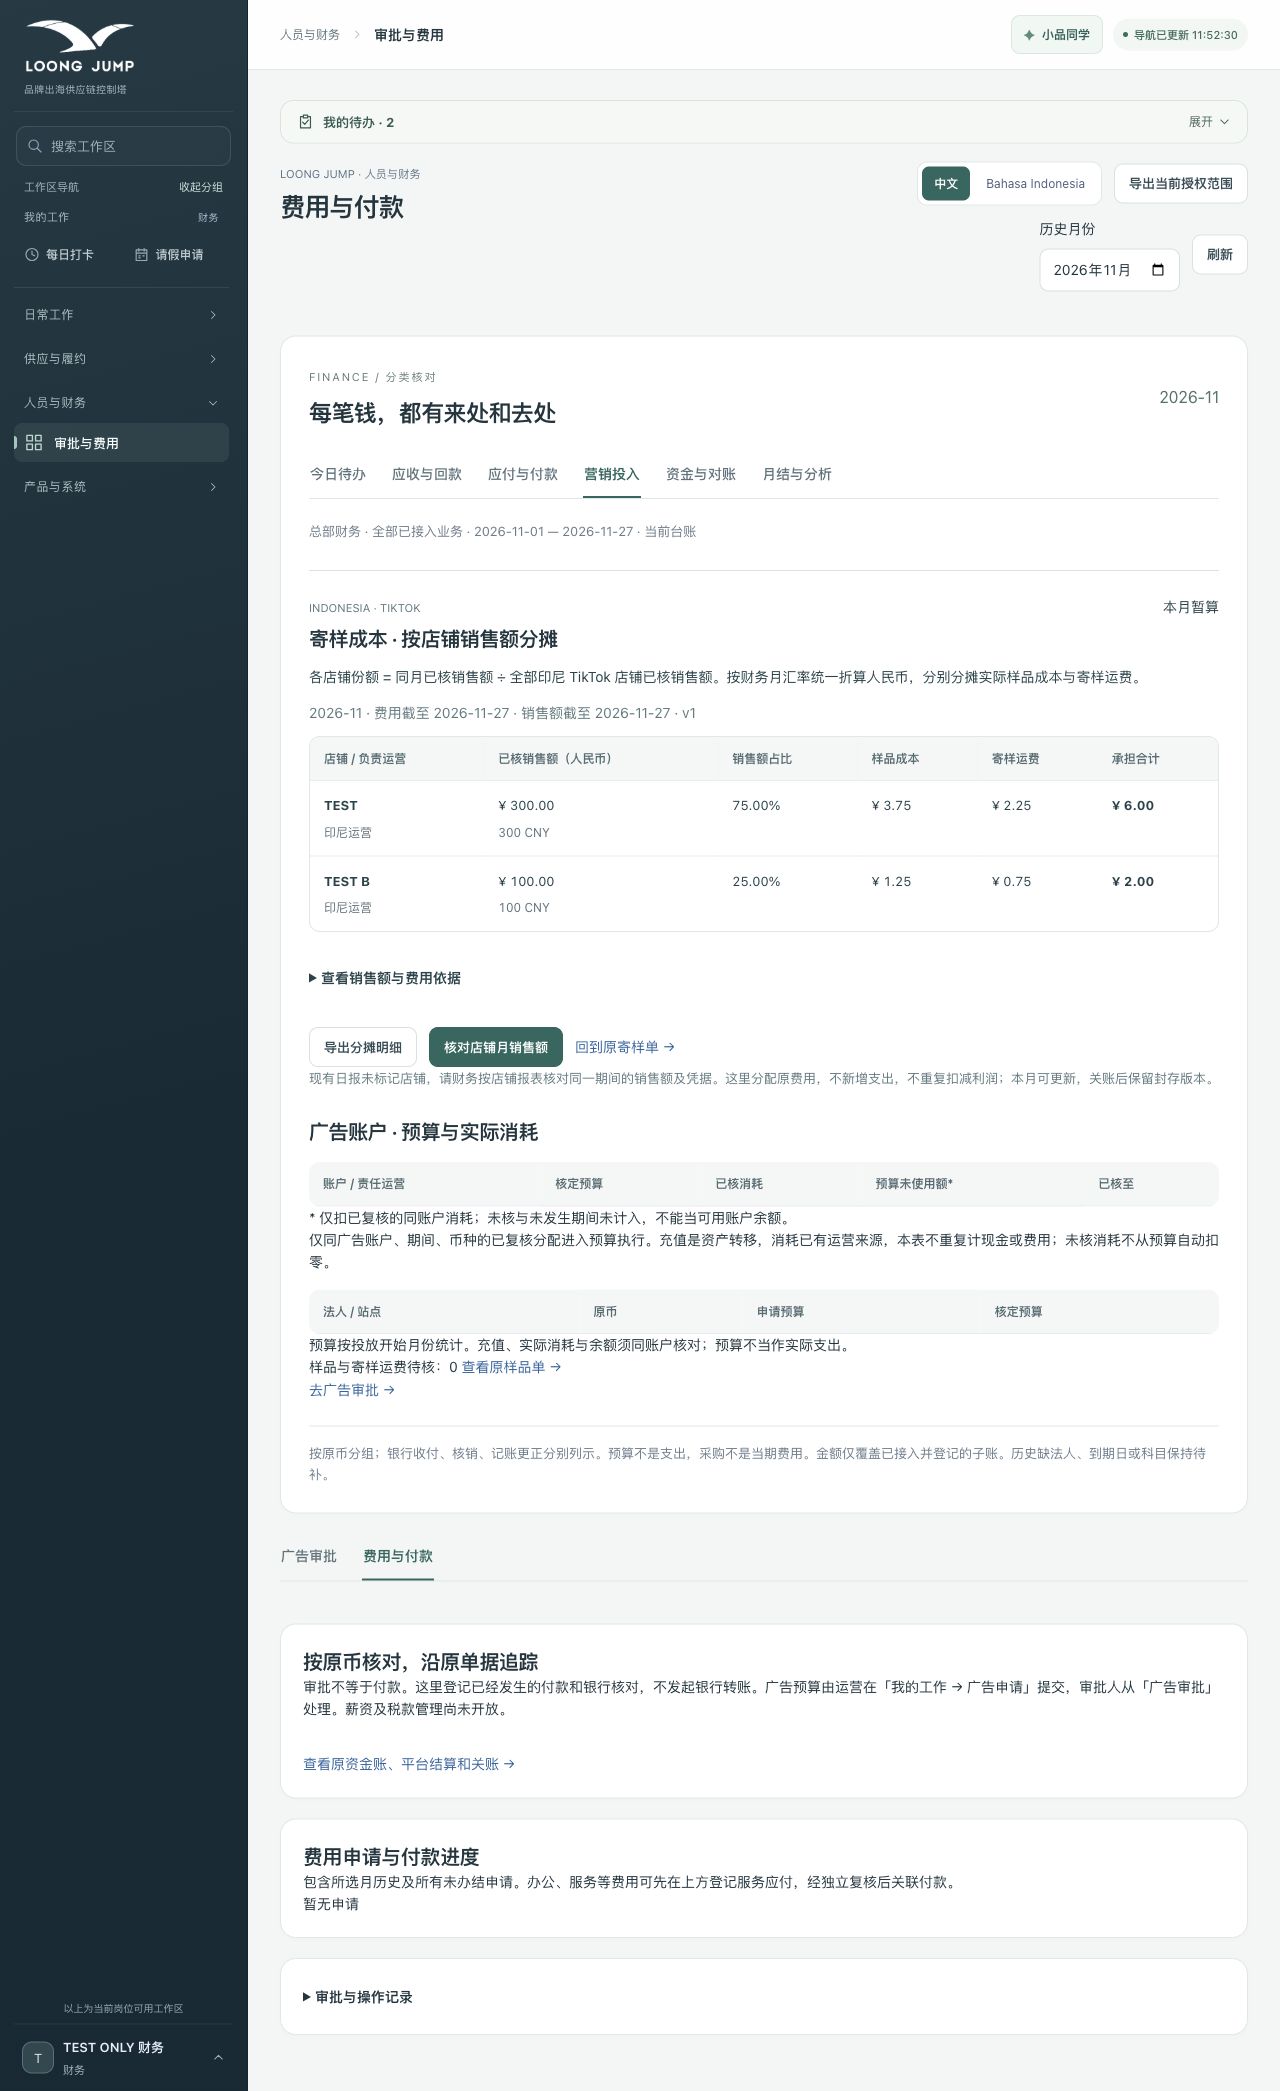 LOONG JUMP
品牌出海供应链控制塔
搜索工作区
工作区导航 收起分组
我的工作 财务
每日打卡 请假申请
日常工作
供应与履约
人员与财务
审批与费用
产品与系统
以上为当前岗位可用工作区
T
TEST ONLY 财务
财务
人员与财务 审批与费用
小品同学
导航已更新 11:52:30
我的待办 · 2 展开
LOONG JUMP · 人员与财务
费用与付款
中文 Bahasa Indonesia 导出当前授权范围
历史月份
2026年11月 刷新
FINANCE / 分类核对
每笔钱，都有来处和去处
2026-11
今日待办 应收与回款 应付与付款 营销投入 资金与对账 月结与分析
总部财务 · 全部已接入业务 · 2026-11-01 — 2026-11-27 · 当前台账
INDONESIA · TIKTOK
本月暂算
寄样成本 · 按店铺销售额分摊
各店铺份额 = 同月已核销售额 ÷ 全部印尼 TikTok 店铺已核销售额。按财务月汇率统一折算人民币，分别分摊实际样品成本与寄样运费。
2026-11 · 费用截至 2026-11-27 · 销售额截至 2026-11-27 · v1
店铺 / 负责运营 已核销售额（人民币） 销售额占比 样品成本 寄样运费 承担合计
TEST ¥ 300.00 75.00% ¥ 3.75 ¥ 2.25 ¥ 6.00
印尼运营 300 CNY
TEST B ¥ 100.00 25.00% ¥ 1.25 ¥ 0.75 ¥ 2.00
印尼运营 100 CNY
查看销售额与费用依据
导出分摊明细 核对店铺月销售额 回到原寄样单 →
现有日报未标记店铺，请财务按店铺报表核对同一期间的销售额及凭据。这里分配原费用，不新增支出，不重复扣减利润；本月可更新，关账后保留封存版本。
广告账户 · 预算与实际消耗
账户 / 责任运营 核定预算 已核消耗 预算未使用额* 已核至
* 仅扣已复核的同账户消耗；未核与未发生期间未计入，不能当可用账户余额。
仅同广告账户、期间、币种的已复核分配进入预算执行。充值是资产转移，消耗已有运营来源，本表不重复计现金或费用；未核消耗不从预算自动扣
零。
法人 / 站点 原币 申请预算 核定预算
预算按投放开始月份统计。充值、实际消耗与余额须同账户核对；预算不当作实际支出。
样品与寄样运费待核：0 查看原样品单 →
去广告审批 →
按原币分组；银行收付、核销、记账更正分别列示。预算不是支出，采购不是当期费用。金额仅覆盖已接入并登记的子账。历史缺法人、到期日或科目保持待
补。
广告审批 费用与付款
按原币核对，沿原单据追踪
审批不等于付款。这里登记已经发生的付款和银行核对，不发起银行转账。广告预算由运营在「我的工作 → 广告申请」提交，审批人从「广告审批」
处理。薪资及税款管理尚未开放。
查看原资金账、平台结算和关账 →
费用申请与付款进度
包含所选月历史及所有未办结申请。办公、服务等费用可先在上方登记服务应付，经独立复核后关联付款。
暂无申请
审批与操作记录